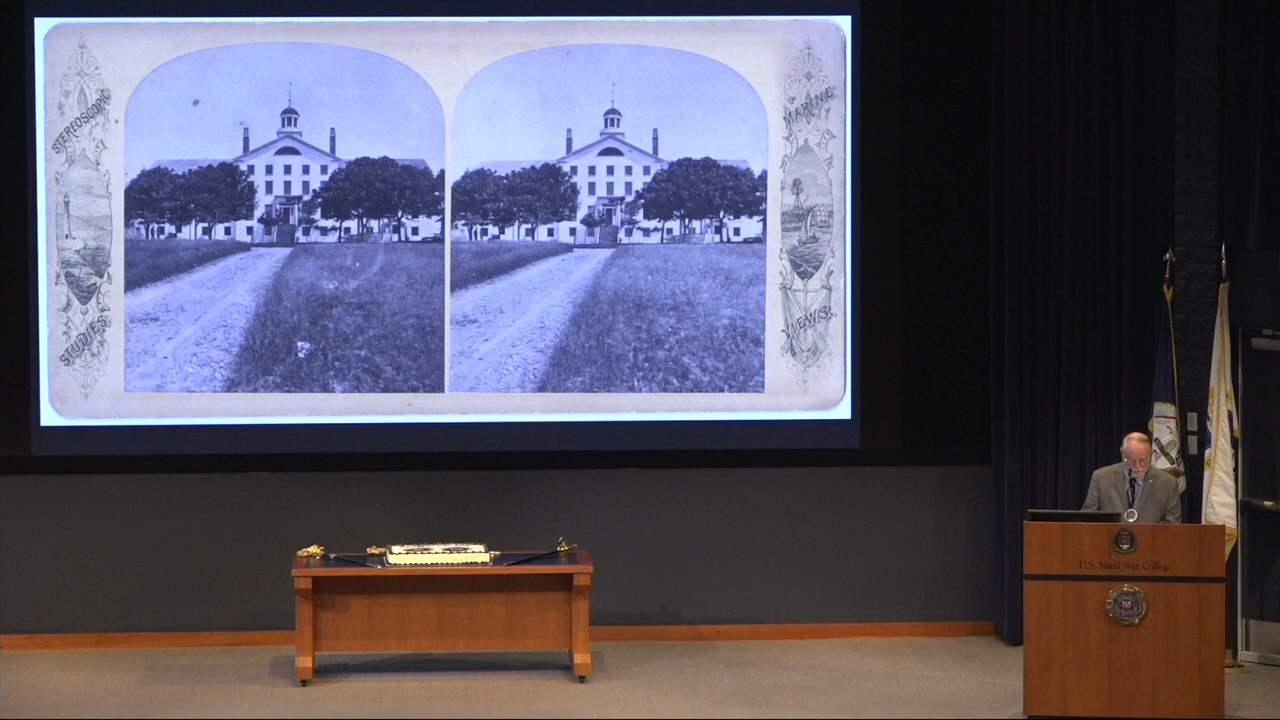 STEREOSCOPIC
STUDIES
MARINE
VIEWS.
U.S. Naval War College